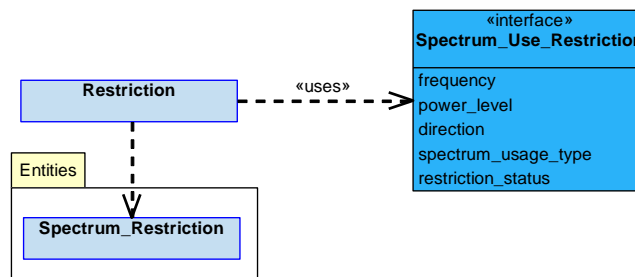 «interface»
Spectrum_Use_Restriction
frequency
power_level
direction
spectrum_usage_type
restriction_status
Restriction
«uses»
Entities
Spectrum_Restriction